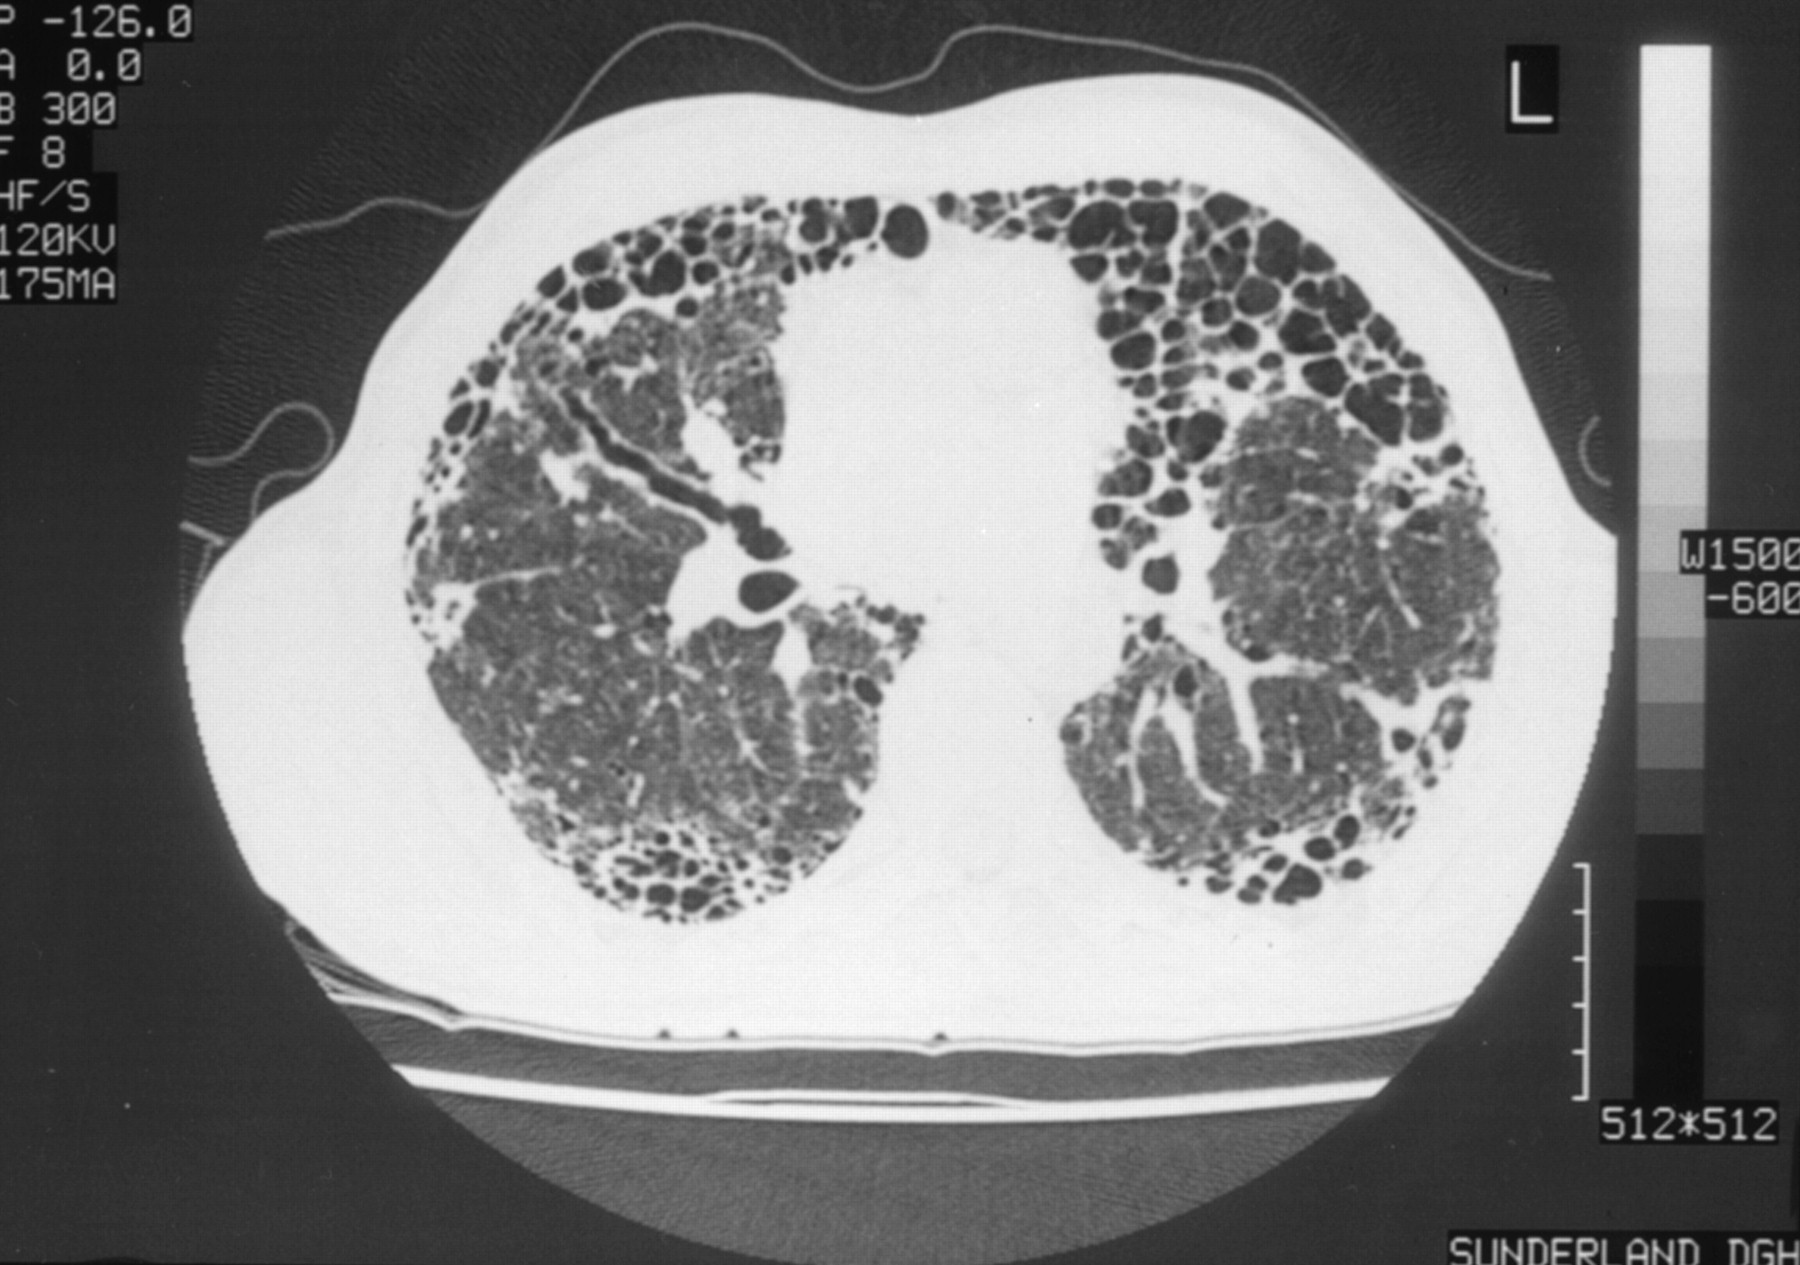 P -126.0
A 0.0
B 300
F 8
HF/S
120KV
175MA
L
W1500
-600
512*512
SUNDERLAND DGH